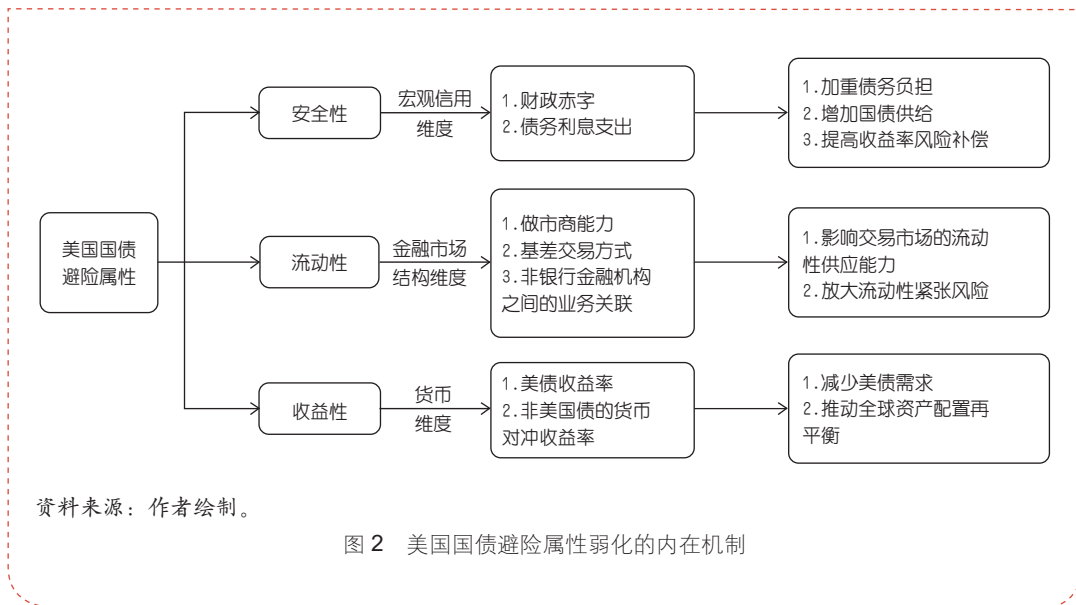 美国国债
避险属性
安全性
宏观信用
维度
1.财政赤字
2.债务利息支出
1.加重债务负担
2.增加国债供给
3.提高收益率风险补偿
流动性
金融市场
结构维度
1.做市商能力
2.基差交易方式
3.非银行金融机构
之间的业务关联
1.影响交易市场的流动
性供应能力
2.放大流动性紧张风险
收益性
货币
维度
1.美债收益率
2.非美国债的货币
对冲收益率
1.减少美债需求
2.推动全球资产配置再
平衡
资料来源：作者绘制。
图 2 美国国债避险属性弱化的内在机制